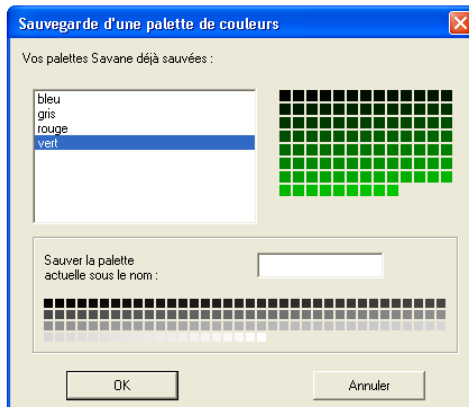 Sauvegarde d'une palette de couleurs
Vos palettes Savane déjà sauvées :
bleu
gris
rouge
vert
Sauver la palette
actuelle sous le nom :
OK
Annuler